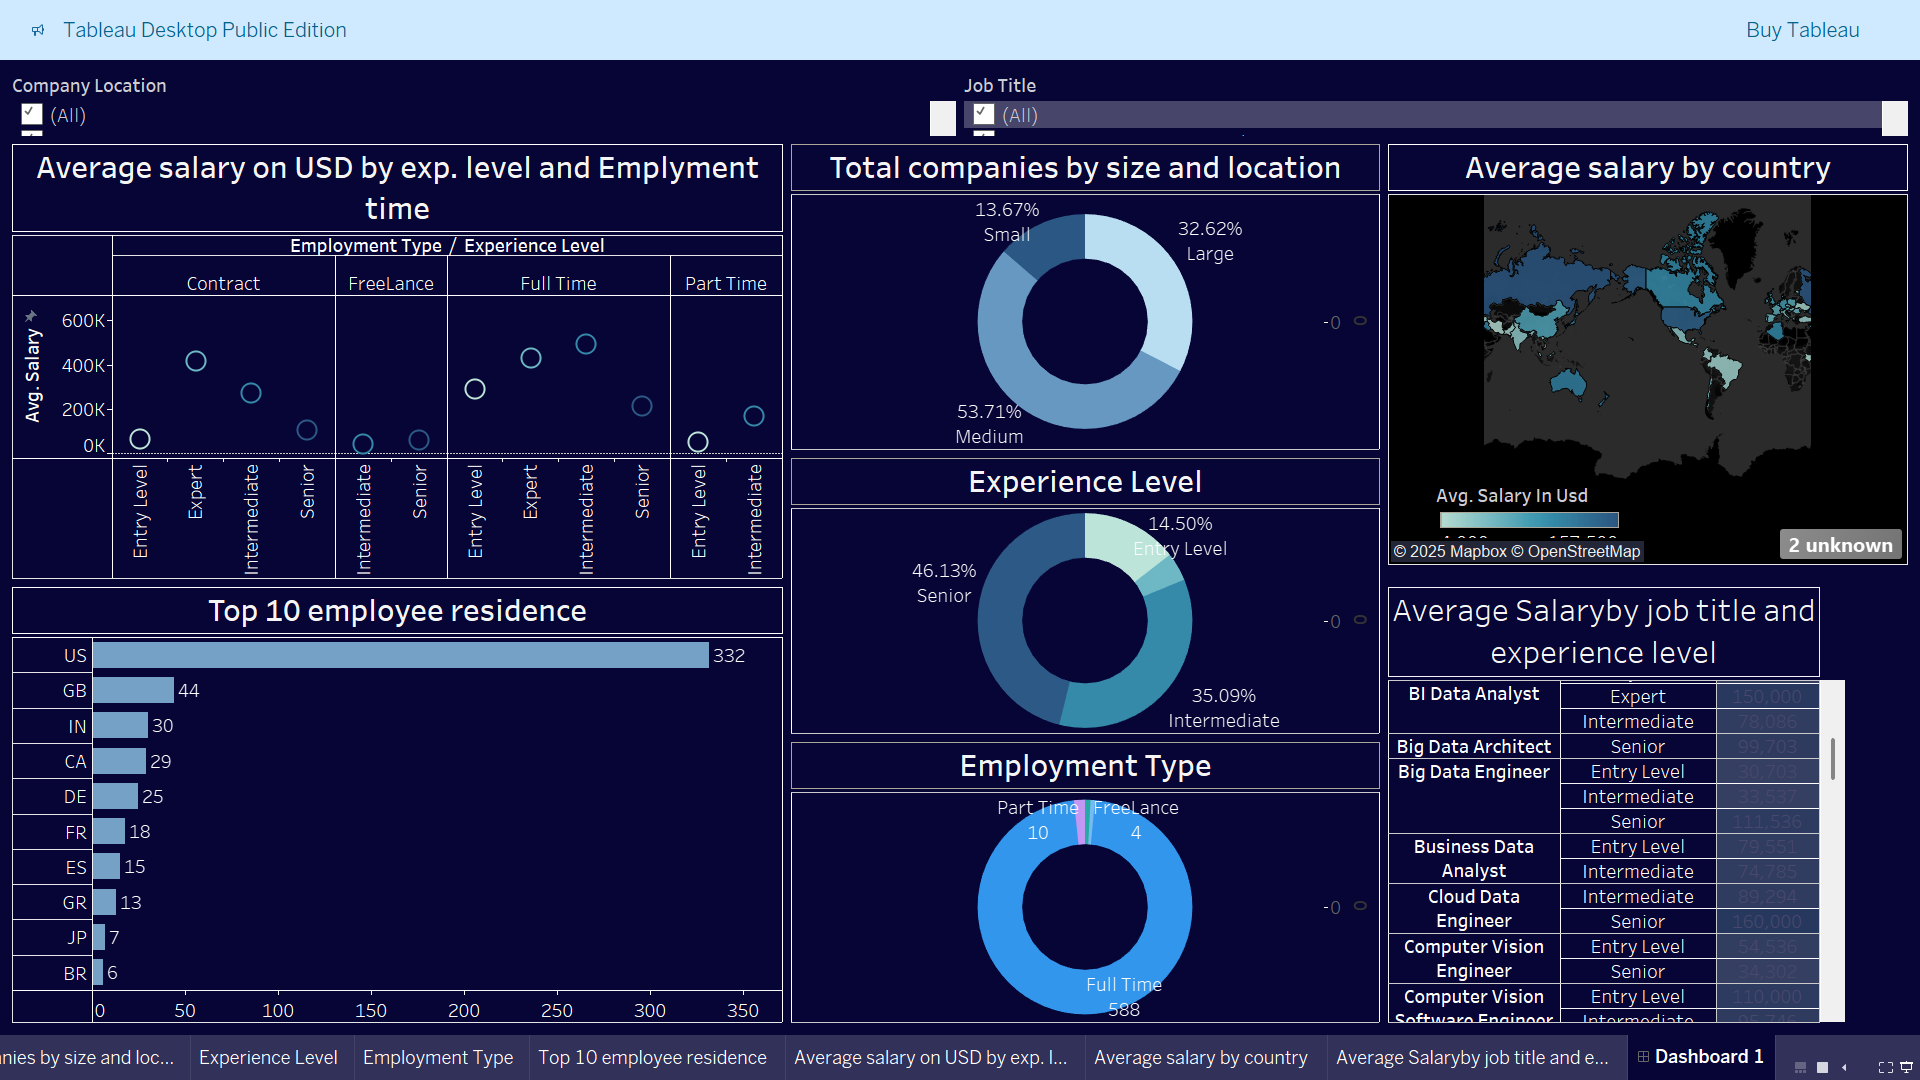 Tableau Desktop Public Edition
Buy Tableau
Company Location
(All)
Job Title
(All)
Average salary on USD by exp. level and Emplyment
time
Employment Type / Experience Level
Contract
FreeLance
Full Time
Part Time
Avg. Salary
600K
400K
200K
0K
Entry Level
Expert
Intermediate
Senior
Intermediate
Senior
Entry Level
Expert
Intermediate
Senior
Entry Level
Intermediate
Top 10 employee residence
US 332
GB 44
IN 30
CA 29
DE 25
FR 18
ES 15
GR 13
JP 7
BR 6
0 50 100 150 200 250 300 350
Total companies by size and location
13.67%
Small
32.62%
Large
53.71%
Medium
-0 0
Experience Level
14.50%
Entry Level
46.13%
Senior
35.09%
Intermediate
-0 0
Employment Type
Part Time
10
FreeLance
4
Full Time
588
-0 0
Average salary by country
Avg. Salary In Usd
© 2025 Mapbox © OpenStreetMap
2 unknown
Average Salaryby job title and
experience level
BI Data Analyst
Expert 150,000
Intermediate 78,086
Big Data Architect
Senior 99,703
Big Data Engineer
Entry Level 30,703
Intermediate 33,537
Senior 111,536
Business Data
Analyst
Entry Level 79,551
Intermediate 74,785
Cloud Data
Engineer
Intermediate 89,294
Senior 160,000
Computer Vision
Engineer
Entry Level 54,536
Senior 34,302
Computer Vision
Software Engineer
Entry Level 110,000
Intermediate 95,746
nies by size and loc...
Experience Level
Employment Type
Top 10 employee residence
Average salary on USD by exp. l...
Average salary by country
Average Salaryby job title and e...
Dashboard 1